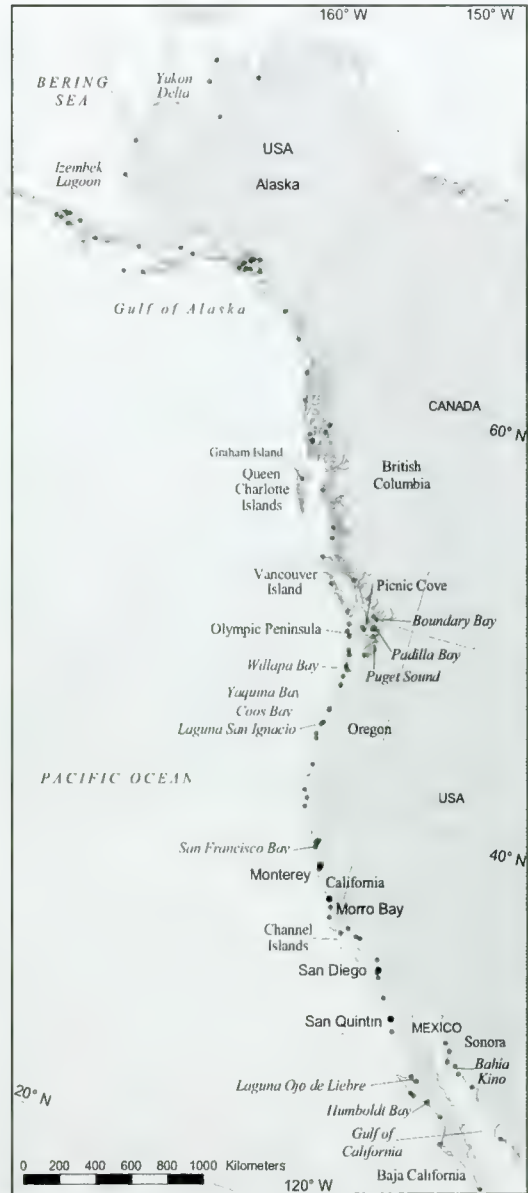 160° W 150° W
BERING
SEA
Yukon
Delta
USA
Izembek
Lagoon
Alaska
Gulf of Alaska
CANADA
60° N
Graham Island
British
Columbia
Queen
Charlotte
Islands
Vancouver
Island
Picnic Cove
Boundary Bay
Olympic Peninsula
Padilla Bay
Willapa Bay
Puget Sound
Yaquina Bay
Coos Bay
Laguna San Ignacio
Oregon
PACIFIC OCEAN
USA
San Francisco Bay
40° N
Monterey
California
Morro Bay
Channel
Islands
San Diego
San Quintin
MEXICO
Sonora
Bahia
Kino
Laguna Ojo de Liebre
20° N
Humboldt Bay
Gulf of
California
0 200 400 600 800 1000 Kilometers
Baja California
120° W